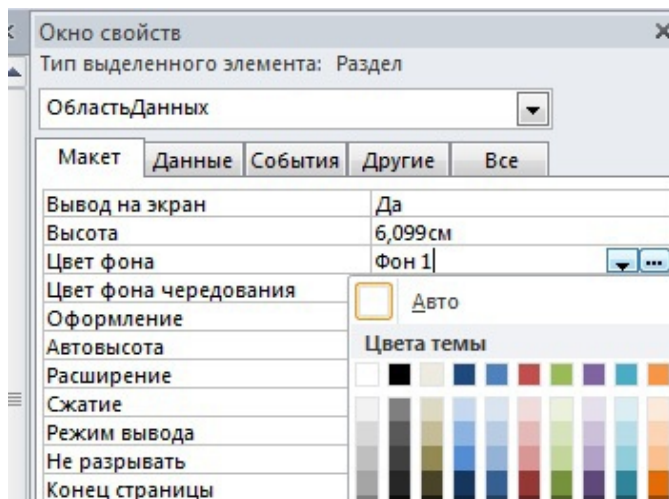 Окно свойств
Тип выделенного элемента: Раздел
ОбластьДанных
Макет Данные События Другие Все
Вывод на экран Да
Высота 6,099см
Цвет фона Фон 1
Цвет фона чередования
Авто
Оформление
Цвета темы
Автовысота
Расширение
Сжатие
Режим вывода
Не разрывать
Конец страницы